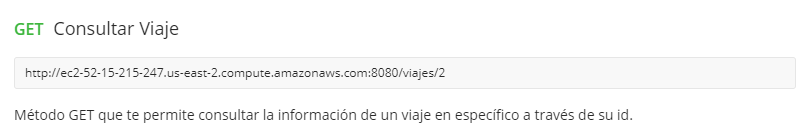 GET Consultar Viaje
http://ec2-52-15-215-247.us-east-2.compute.amazonaws.com:8080/viajes/2
Método GET que te permite consultar la información de un viaje en específico a través de su id.